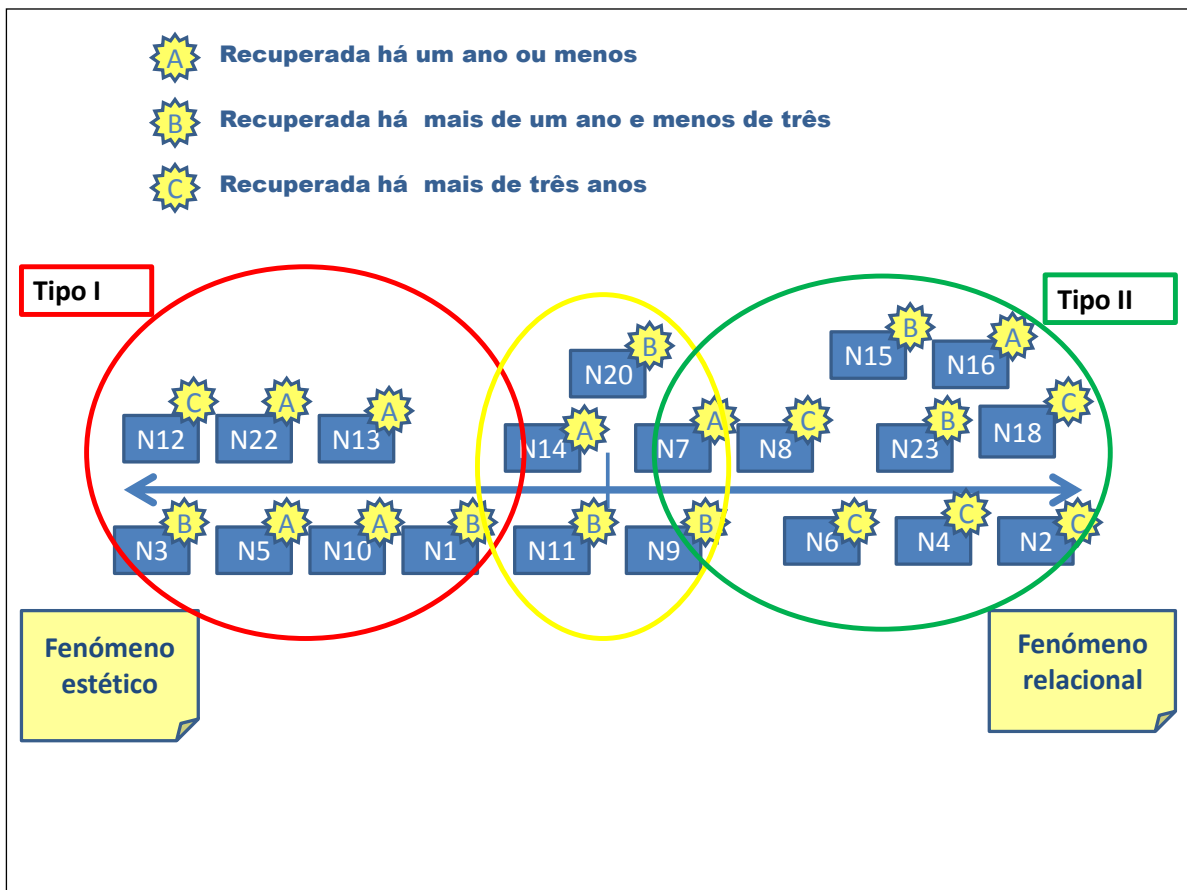 A Recuperada há um ano ou menos
B Recuperada há mais de um ano e menos de três
C Recuperada há mais de três anos
Tipo I
Tipo II
N20 B
N15 B
N16 A
N12 C
N22 A
N13 A
N14 A
N7 A
N8 C
N23 B
N18 C
N3 B
N5 A
N10 A
N1 B
N11 B
N9 B
N6 C
N4 C
N2 C
Fenómeno
estético
Fenómeno
relacional